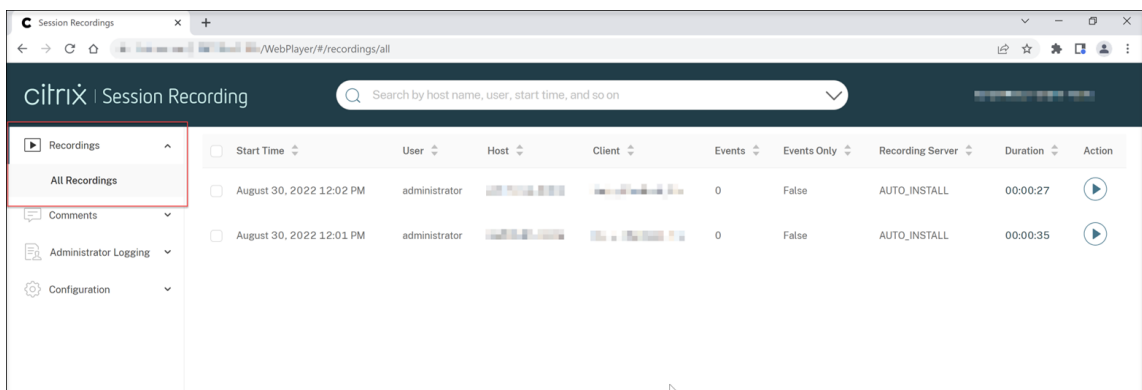 Session Recordings
/WebPlayer/#/recordings/all
citrix | Session Recording
Search by host name, user, start time, and so on
Recordings
All Recordings
Comments
Administrator Logging
Configuration
Start Time User Host Client Events Events Only Recording Server Duration Action
August 30, 2022 12:02 PM administrator 0 False AUTO_INSTALL 00:00:27
August 30, 2022 12:01 PM administrator 0 False AUTO_INSTALL 00:00:35